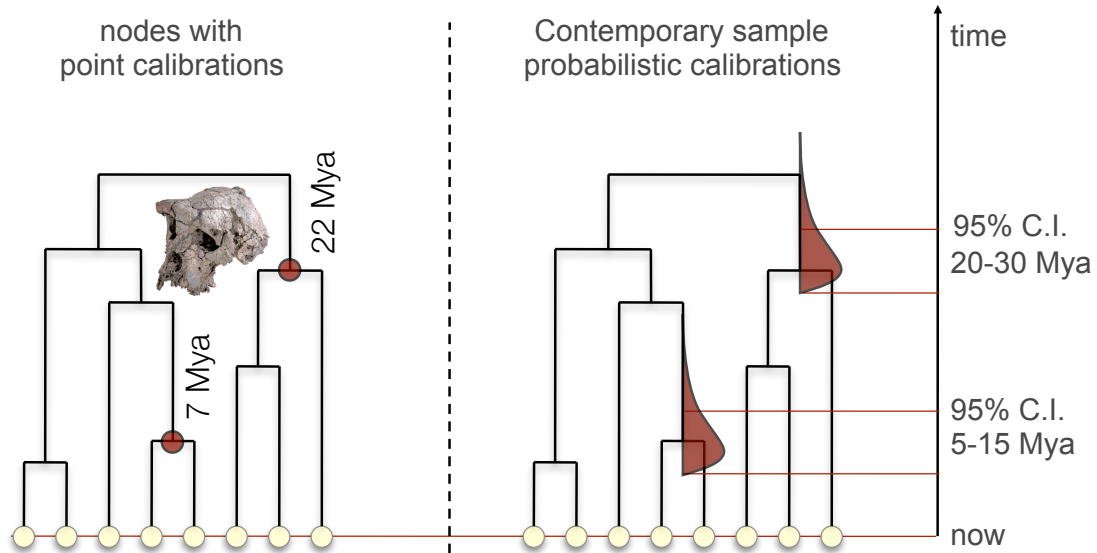 nodes with
point calibrations
22 Mya
7 Mya
Contemporary sample
probabilistic calibrations
time
95% C.I.
20-30 Mya
95% C.I.
5-15 Mya
now